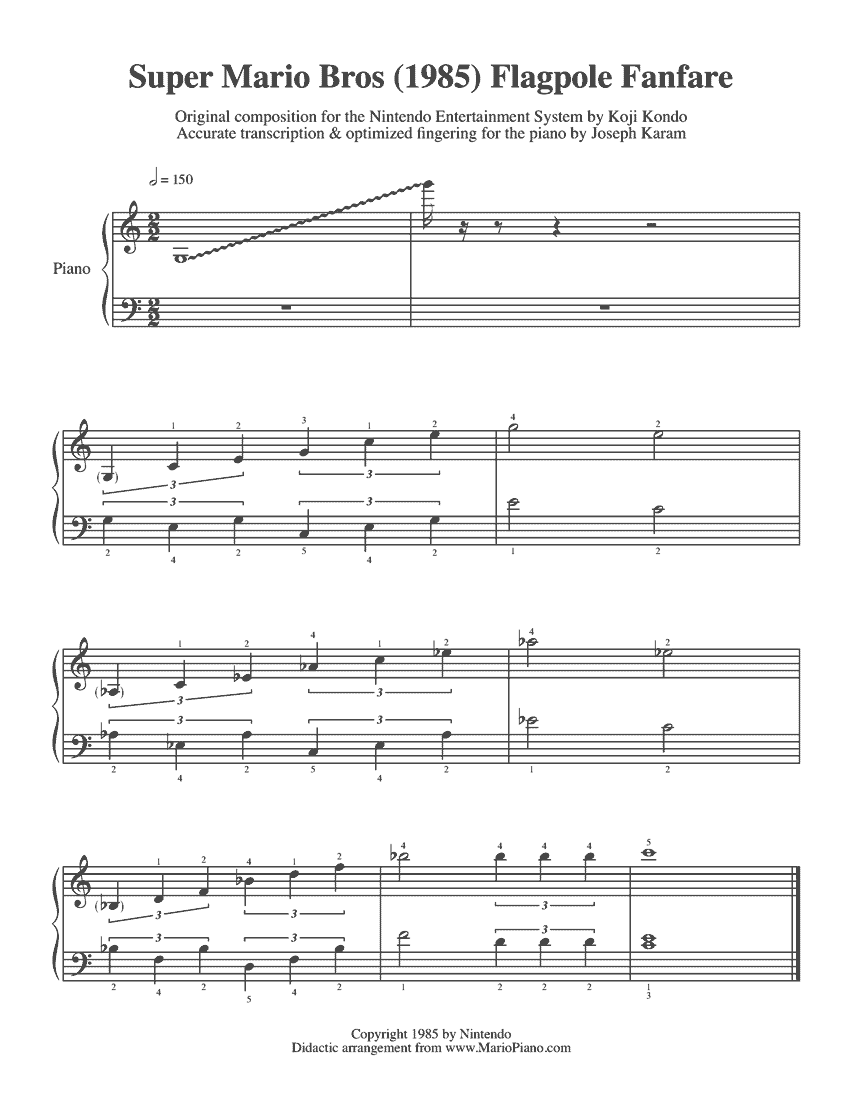 Super Mario Bros (1985) Flagpole Fanfare
Original composition for the Nintendo Entertainment System by Koji Kondo
Accurate transcription & optimized fingering for the piano by Joseph Karam
= 150
Piano
2 2
2 2
1 2 3 1 2 4 2
3 3
3 3
2 4 2 5 4 2 1 2
1 2 4 1 2 4 2
3 3
3 3
2 4 2 5 4 2 1 2
1 2 4 1 2 4 4 4 4 5
3 3 3
3 3 3
2 4 2 5 4 2 1 2 2 2 1
3
Copyright 1985 by Nintendo
Didactic arrangement from www.MarioPiano.com